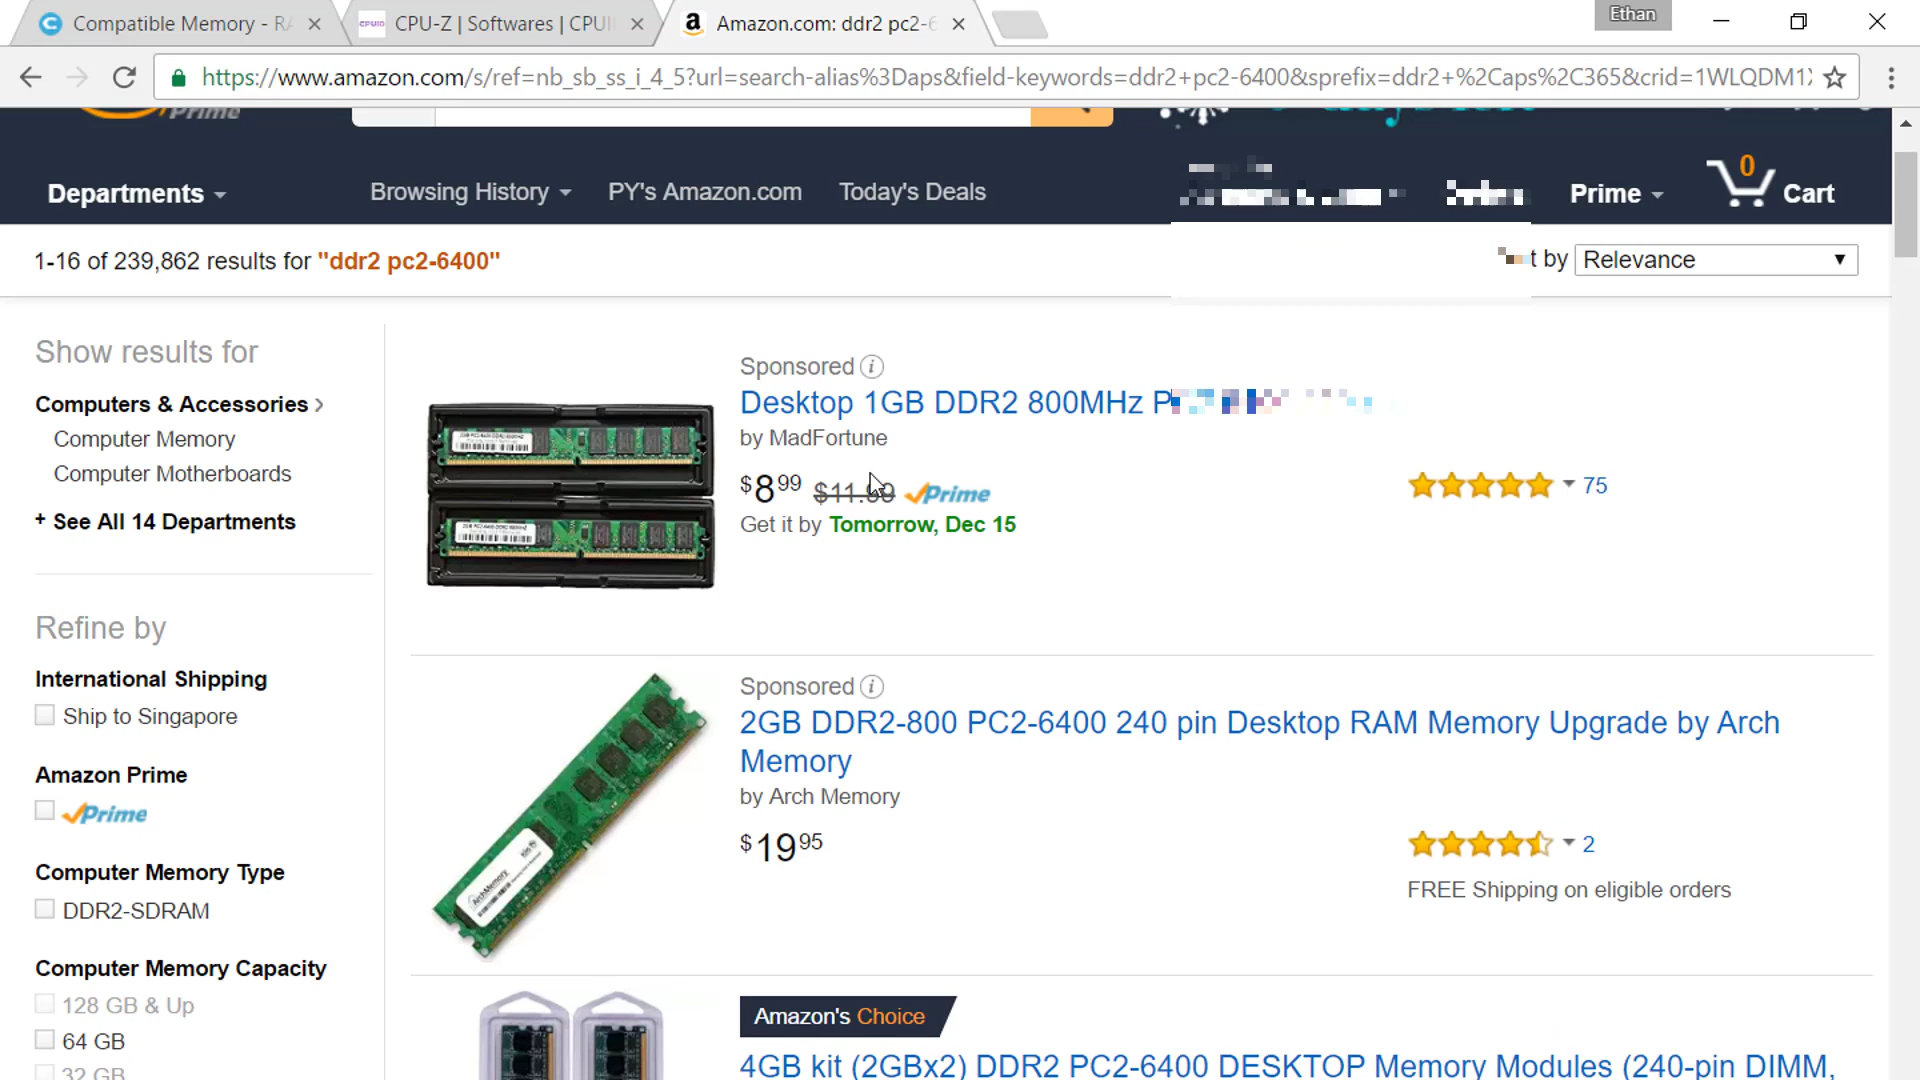 Compatible Memory - RA
CPUID
CPU-Z | Softwares | CPUI
a
Amazon.com: ddr2 pc2-6
Ethan
https://www.amazon.com/s/ref=nb_sb_ss_i_4_5?url=search-alias%3Daps&field-keywords=ddr2+pc2-6400&sprefix=ddr2+%2Caps%2C365&crid=1WLQDM1
Prime
Departments
Browsing History
PY's Amazon.com
Today's Deals
Prime
0
Cart
1-16 of 239,862 results for "ddr2 pc2-6400"
t by
Relevance
Show results for
Computers & Accessories
Computer Memory
Computer Motherboards
+ See All 14 Departments
Refine by
International Shipping
Ship to Singapore
Amazon Prime
Prime
Computer Memory Type
DDR2-SDRAM
Computer Memory Capacity
128 GB & Up
64 GB
32 GB
Sponsored
Desktop 1GB DDR2 800MHz P
by MadFortune
$8 99 Prime
75
Get it by Tomorrow, Dec 15
Sponsored
2GB DDR2-800 PC2-6400 240 pin Desktop RAM Memory Upgrade by Arch
Memory
by Arch Memory
$19 95
2
FREE Shipping on eligible orders
ArchMemory
Amazon's Choice
4GB kit (2GBx2) DDR2 PC2-6400 DESKTOP Memory Modules (240-pin DIMM,